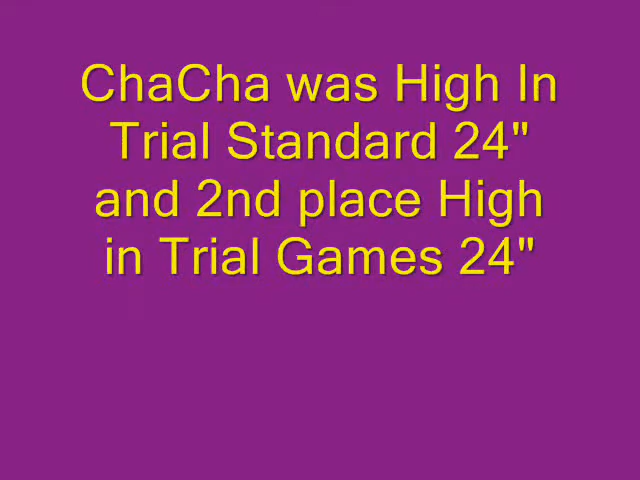 ChaCha was High In
Trial Standard 24"
and 2nd place High
in Trial Games 24"